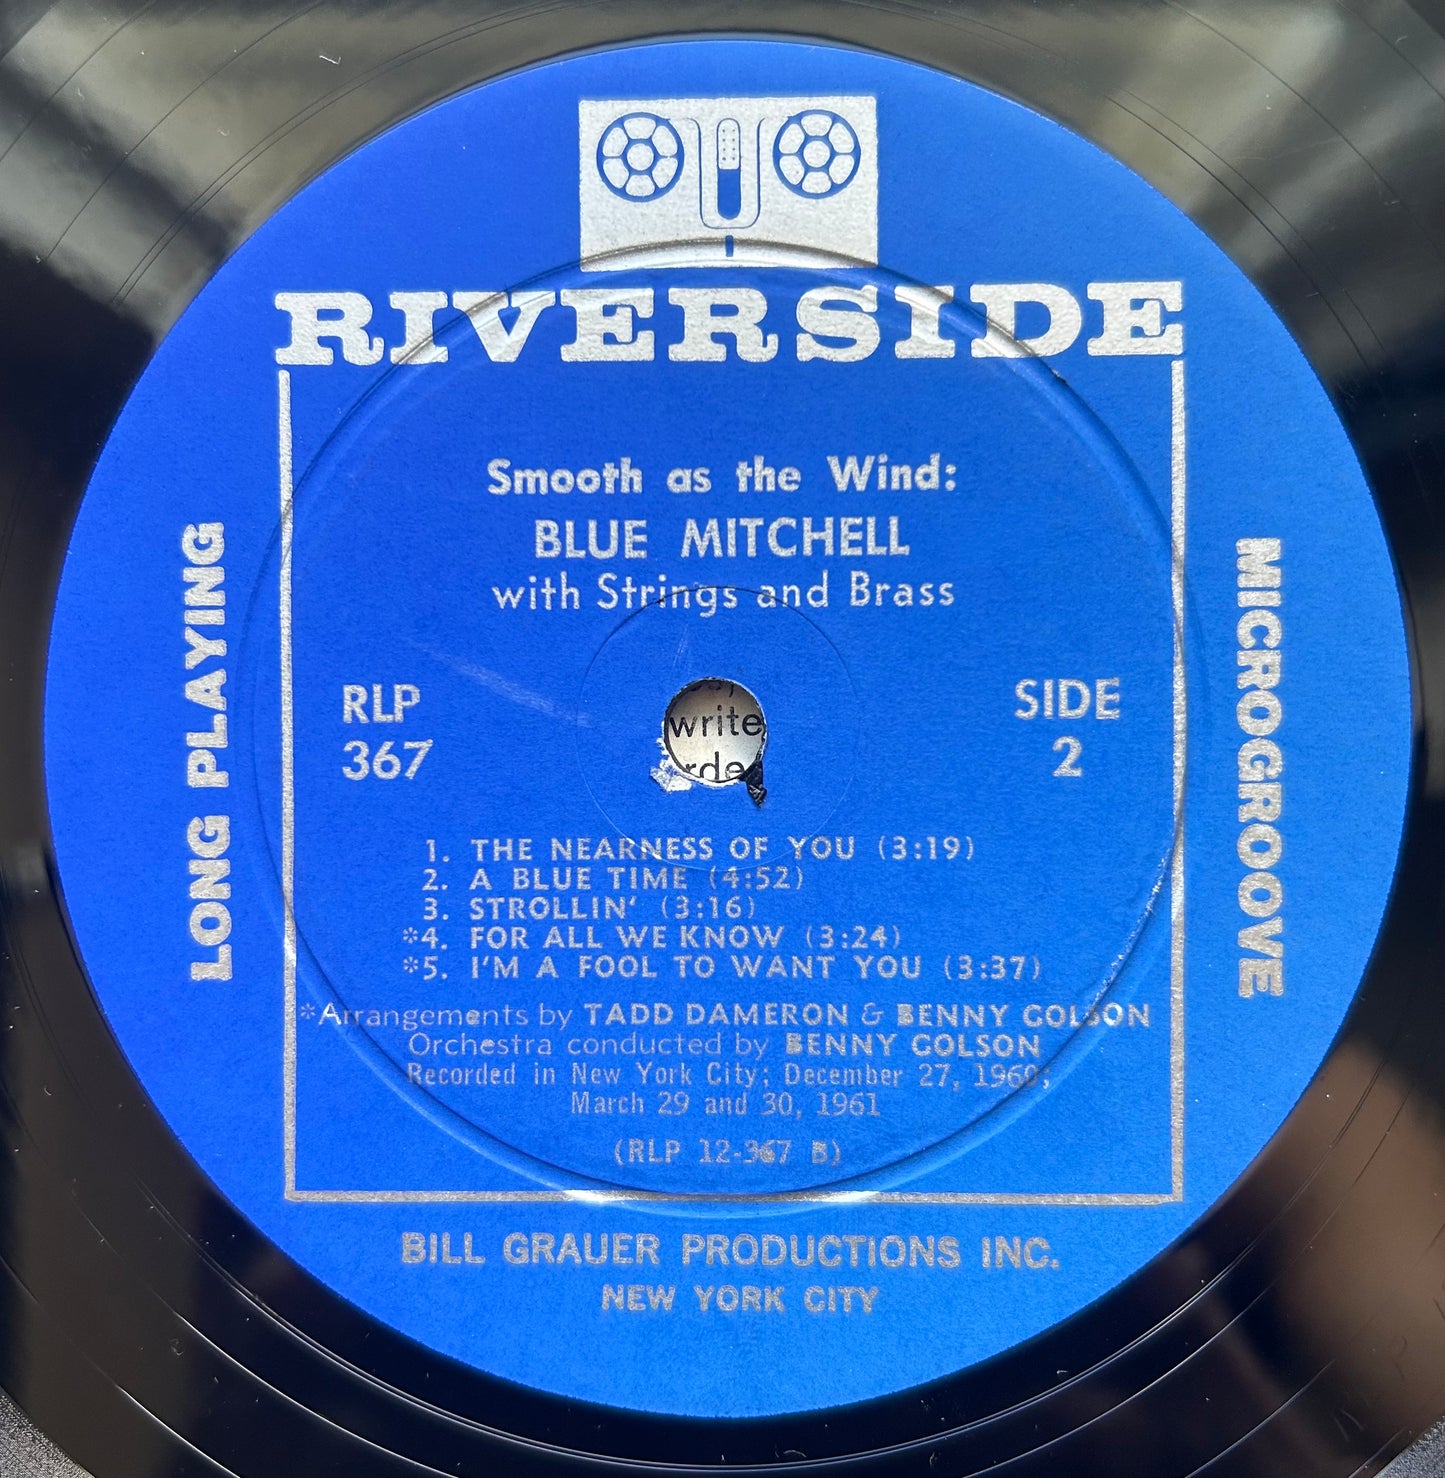 RIVERSIDE
Smooth as the Wind:
BLUE MITCHELL
with Strings and Brass
LONG PLAYING
MICROGROOVE
RLP
367
SIDE
2
write
1. THE NEARNESS OF YOU (3:19)
2. A BLUE TIME (4:52)
3. STROLLIN' (3:16)
*4. FOR ALL WE KNOW (3:24)
*5. I'M A FOOL TO WANT YOU (3:37)
*Arrangements by TADD DAMERON & BENNY GOLSON
Orchestra conducted by BENNY GOLSON
Recorded in New York City; December 27, 1960;
March 29 and 30, 1961
(RLP 12-367 B)
BILL GRAUER PRODUCTIONS INC.
NEW YORK CITY